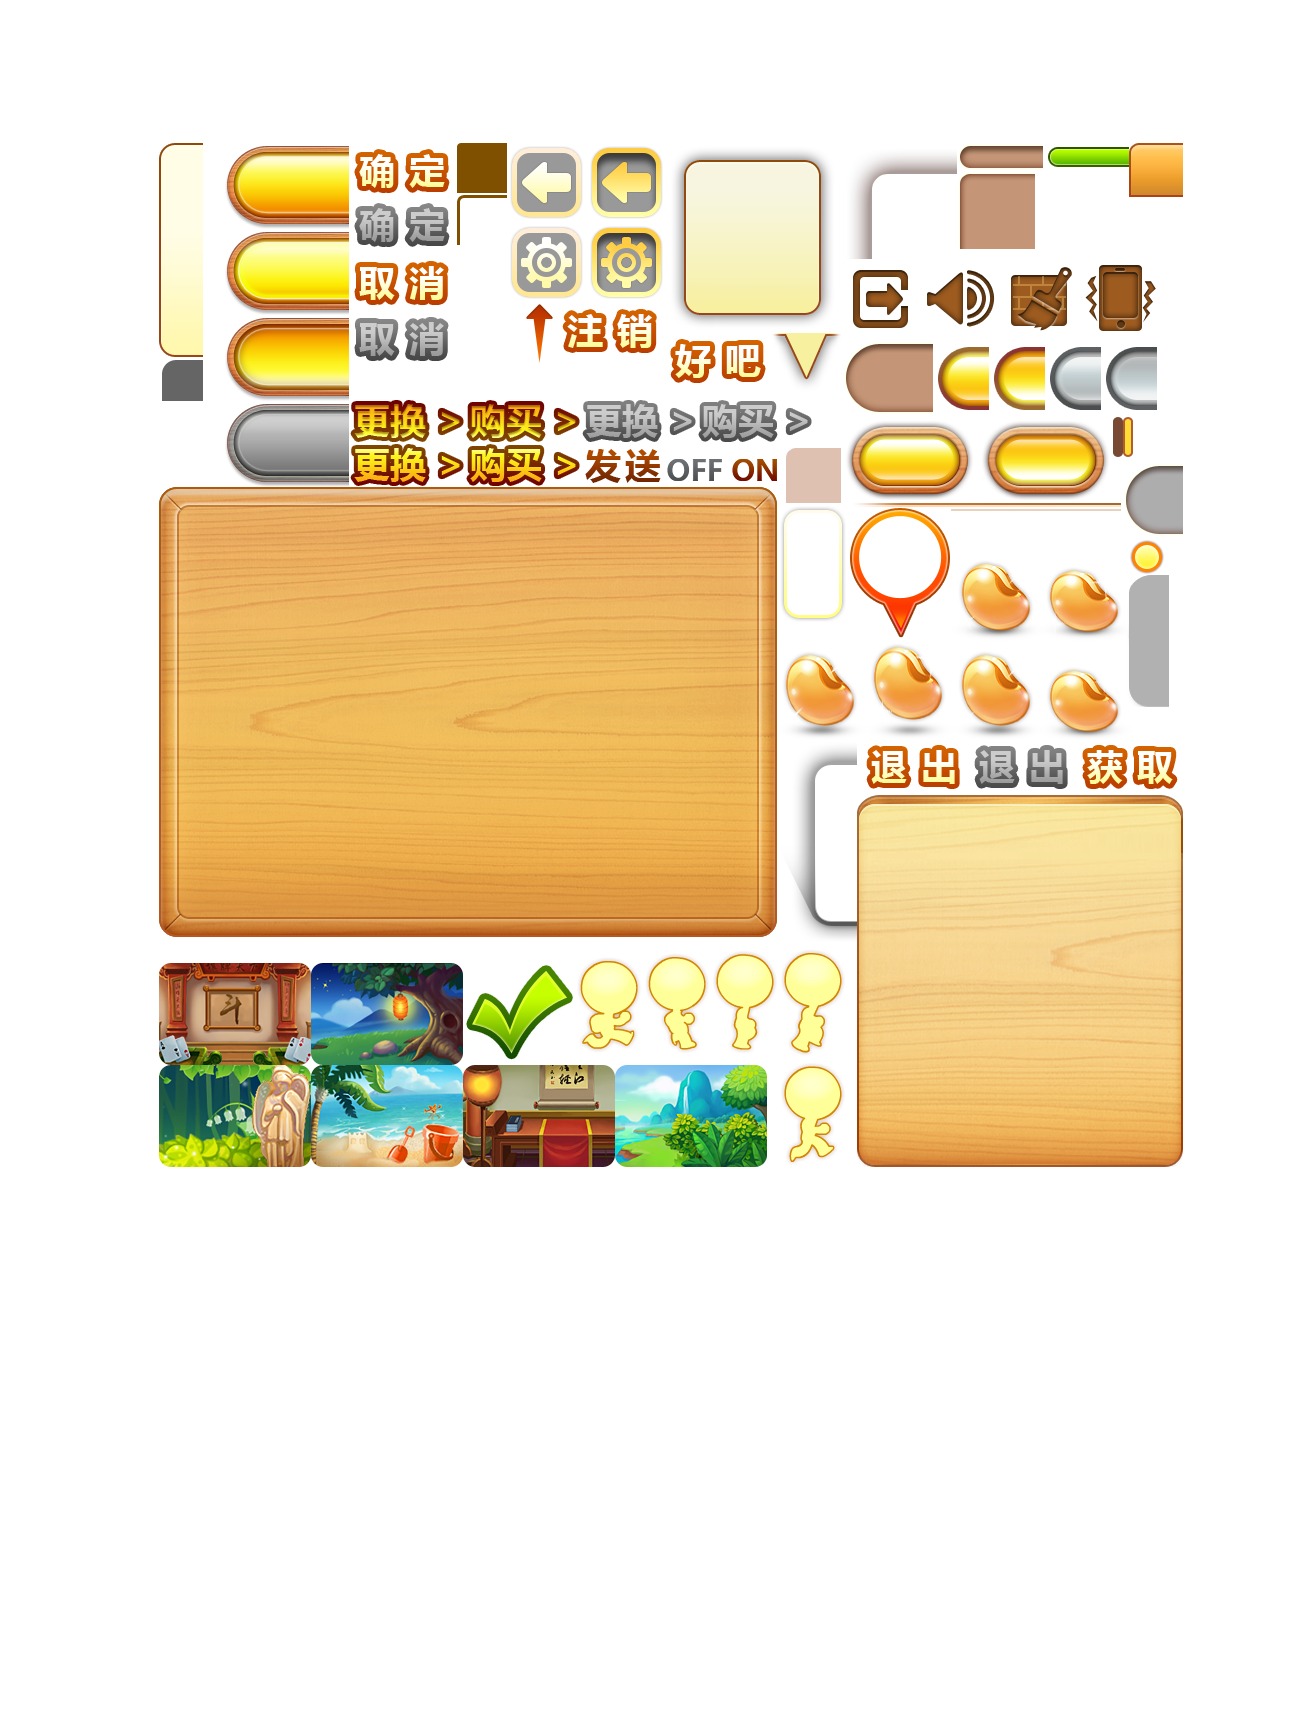 确 定
确 定
取 消
取 消
注 销
好 吧
更换 > 购买 > 更换 > 购买 >
更换 > 购买 > 发 送 OFF ON
退 出 退 出 获 取
斗